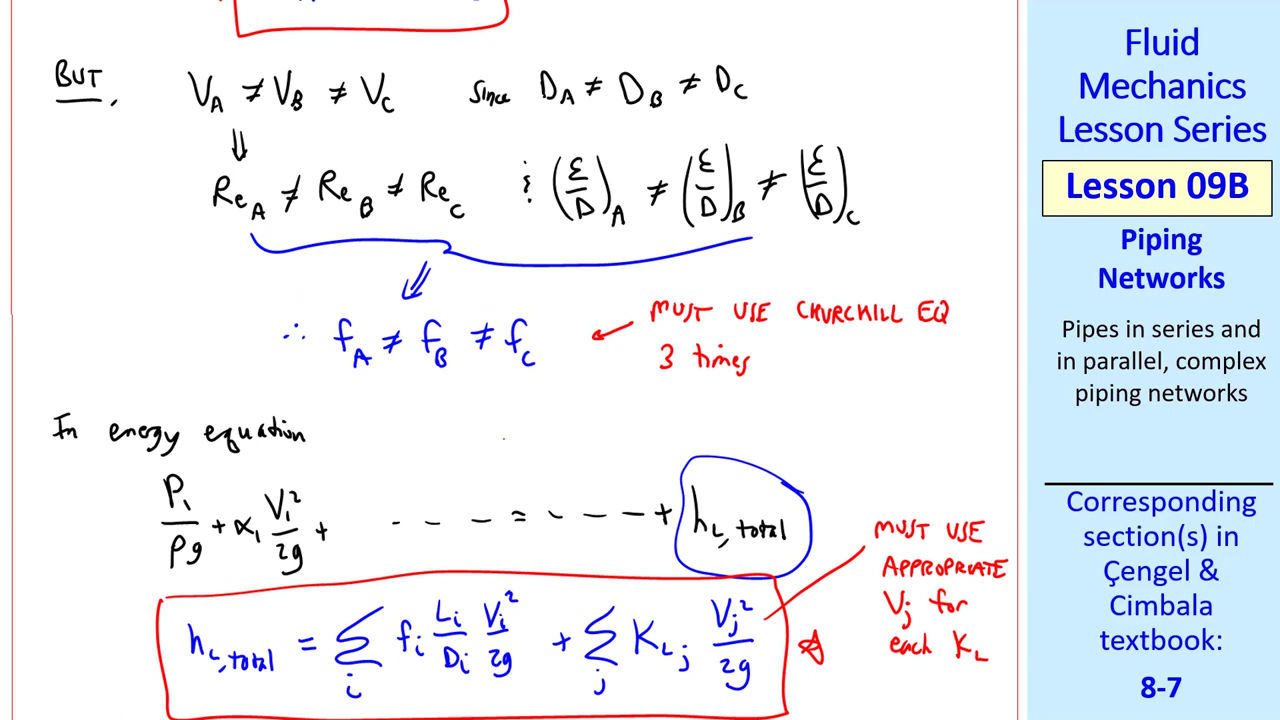 BUT, V_A ≠ V_B ≠ V_C since D_A ≠ D_B ≠ D_C
⇓
Re_A ≠ Re_B ≠ Re_C & (ε/D)_A ≠ (ε/D)_B ≠ (ε/D)_C
⇓
∴ f_A ≠ f_B ≠ f_C ← MUST USE CHURCHILL EQ
3 times
In energy equation
P_1/ρg + α_1 V_1²/2g + - - - = - - - + h_L,total
h_L,total = Σ_i f_i L_i/D_i V_i²/2g + Σ_j K_L_j V_j²/2g
MUST USE
APPROPRIATE
V_j for
each K_L
Fluid
Mechanics
Lesson Series
Lesson 09B
Piping
Networks
Pipes in series and
in parallel, complex
piping networks
Corresponding
section(s) in
Çengel &
Cimbala
textbook:
8-7